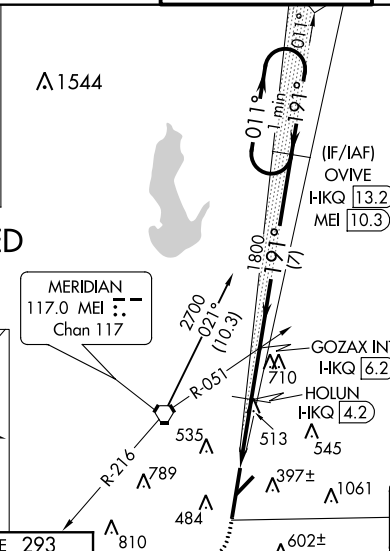 011°
1544
011°
1 min
191°
(IF/IAF)
OVIVE
I-IKQ 13.2
MEI 10.3
ED
1800
191°
(7)
MERIDIAN
117.0 MEI
Chan 117
2700
021°
(10.3)
R-051
GOZAX IN
I-IKQ 6.2
710
HOLUN
I-IKQ 4.2
513
545
535
R-216
789
397±
1061
484
810
602±
E 293